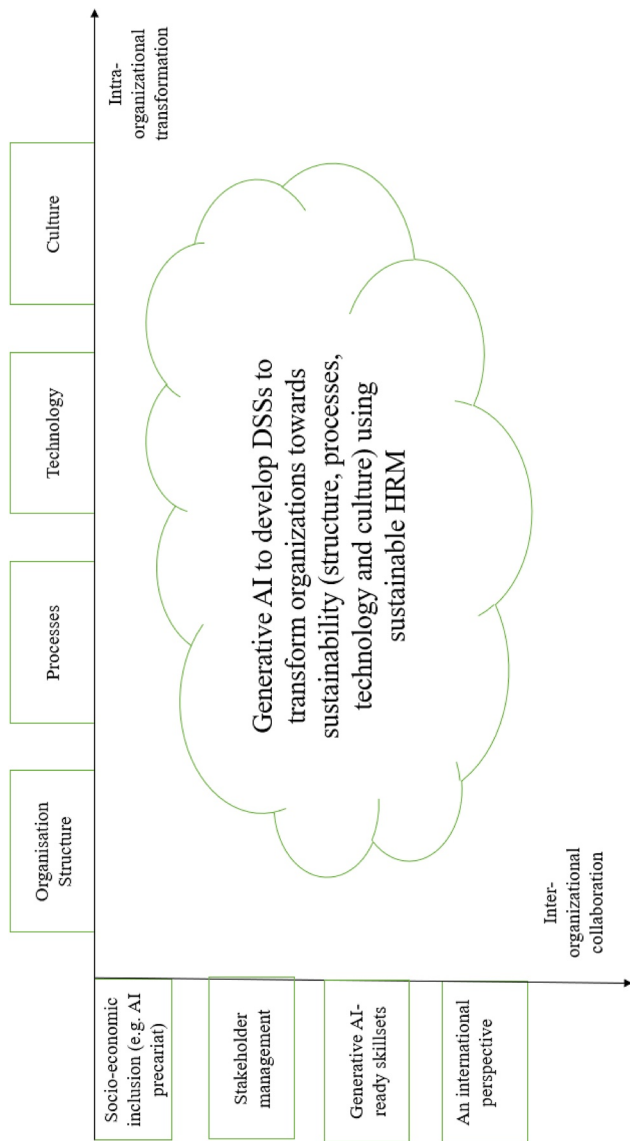 Intra-
organizational
transformation
Culture
Technology
Processes
Organisation
Structure
Generative AI to develop DSSs to
transform organizations towards
sustainability (structure, processes,
technology and culture) using
sustainable HRM
Inter-
organizational
collaboration
Socio-economic
inclusion (e.g. AI
precariat)
Stakeholder
management
Generative AI-
ready skillsets
An international
perspective